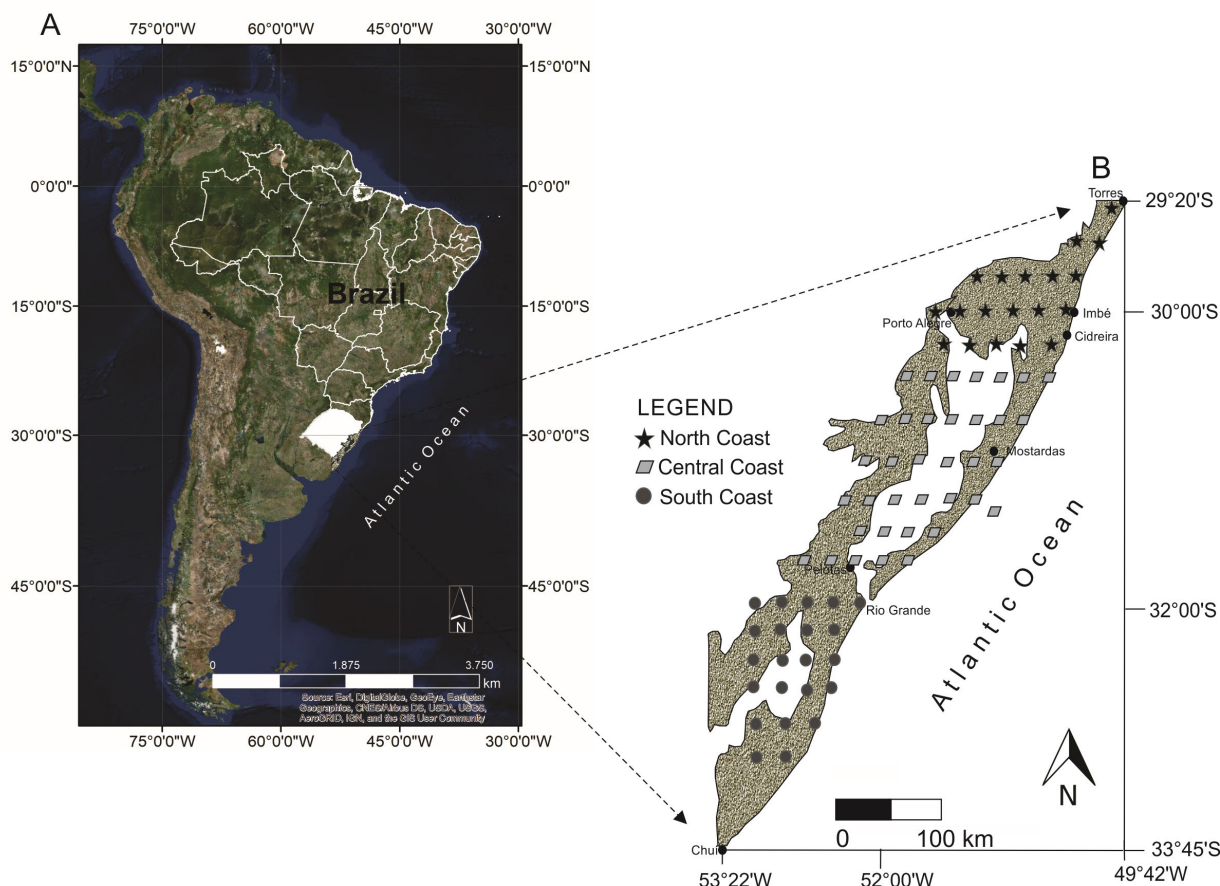 A
75°0'0"W 60°0'0"W 45°0'0"W 30°0'0"W
15°0'0"N 15°0'0"N
0°0'0" 0°0'0"
Brazil
15°0'0"S 15°0'0"S
30°0'0"S 30°0'0"S
45°0'0"S 45°0'0"S
Atlantic Ocean
N
0 1.875 3.750
km
Source: Esri, DigitalGlobe, GeoEye, Earthstar
Geographics, CNES/Airbus DS, USDA, USGS,
AeroGRID, IGN, and the GIS User Community
75°0'0"W 60°0'0"W 45°0'0"W 30°0'0"W
B
Torres
29°20'S
30°00'S
Imbé
Porto Alegre
Cidreira
LEGEND
North Coast
Central Coast
South Coast
Mostardas
Pelotas
Rio Grande
32°00'S
Atlantic Ocean
N
0 100 km
Chuí
33°45'S
53°22'W 52°00'W 49°42'W